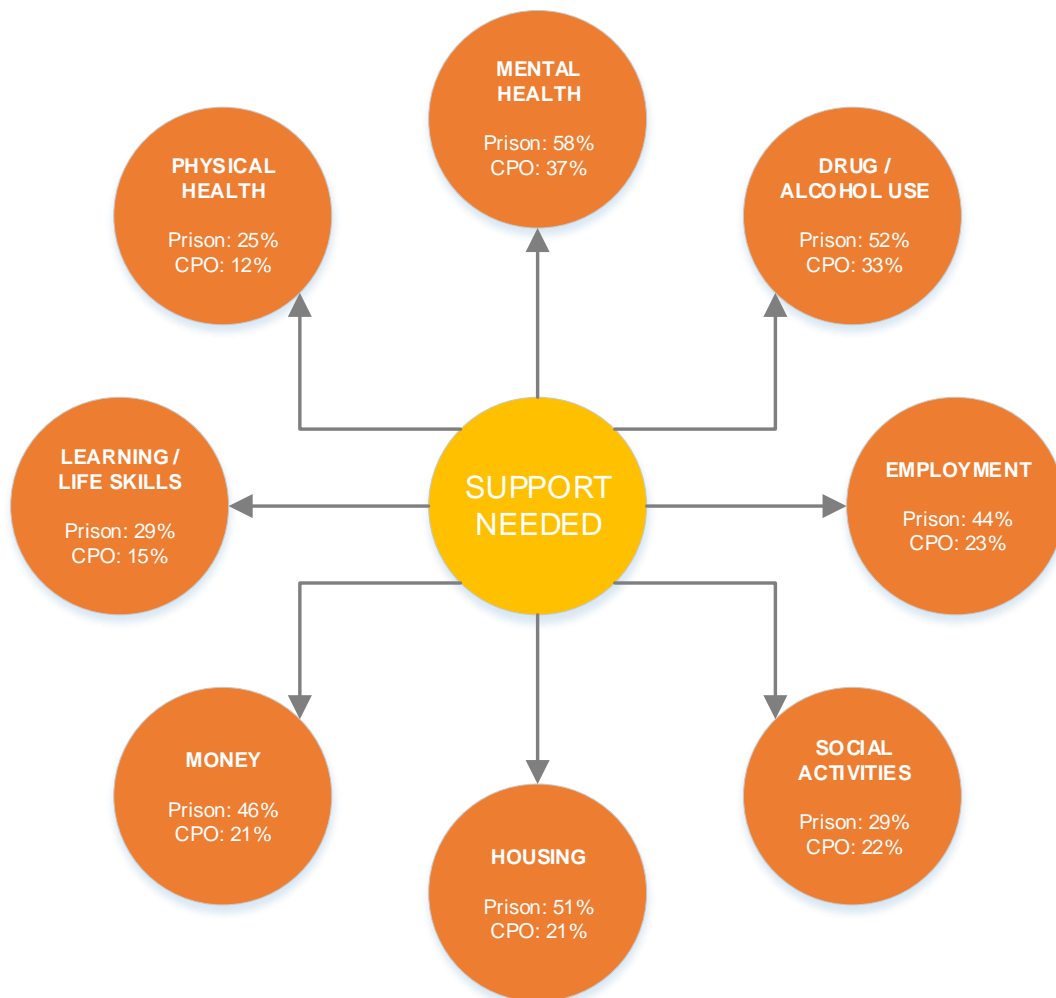 MENTAL
HEALTH
Prison: 58%
CPO: 37%
PHYSICAL
HEALTH
Prison: 25%
CPO: 12%
DRUG /
ALCOHOL USE
Prison: 52%
CPO: 33%
LEARNING /
LIFE SKILLS
Prison: 29%
CPO: 15%
SUPPORT
NEEDED
EMPLOYMENT
Prison: 44%
CPO: 23%
MONEY
Prison: 46%
CPO: 21%
SOCIAL
ACTIVITIES
Prison: 29%
CPO: 22%
HOUSING
Prison: 51%
CPO: 21%